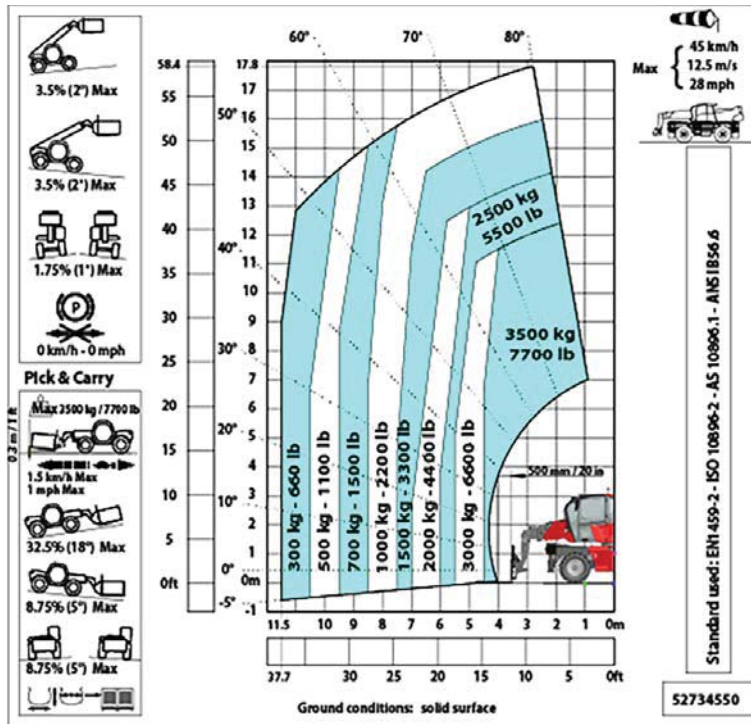 3.5% (2°) Max
3.5% (2°) Max
1.75% (1°) Max
P
0 km/h - 0 mph
Pick & Carry
Max 3500 kg / 7700 lb
0.3 m / 1 ft
1.5 km/h Max
1 mph Max
32.5% (18°) Max
8.75% (5°) Max
8.75% (5°) Max
58.4
55
50
45
40
35
30
25
20
15
10
5
0ft
17.8
17
16
15
14
13
12
11
10
9
8
7
6
5
4
3
2
1
0m
-1
60°
70°
80°
50°
40°
30°
20°
10°
0°
-5°
2500 kg
5500 lb
3500 kg
7700 lb
300 kg - 660 lb
500 kg - 1100 lb
700 kg - 1500 lb
1000 kg - 2200 lb
1500 kg - 3300 lb
2000 kg - 4400 lb
3000 kg - 6600 lb
500 mm / 20 in
11.5 10 9 8 7 6 5 4 3 2 1 0m
37.7 30 25 20 15 10 5 0ft
Ground conditions: solid surface
Max
45 km/h
12.5 m/s
28 mph
Standard used: EN1459-2 - ISO 10896-2 - AS 10896.1 - ANSI B56.6
52734550